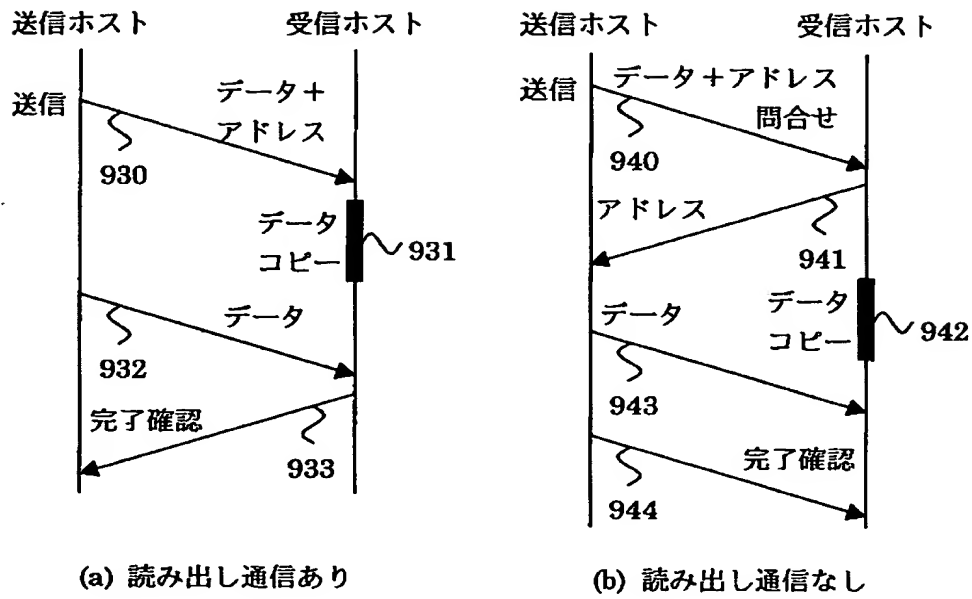 送信ホスト
受信ホスト
送信
データ+
アドレス
930
データ
コピー
931
データ
932
完了確認
933
(a) 読み出し通信あり
送信ホスト
受信ホスト
送信
データ+アドレス
問合せ
940
アドレス
941
データ
データ
コピー
942
943
完了確認
944
(b) 読み出し通信なし